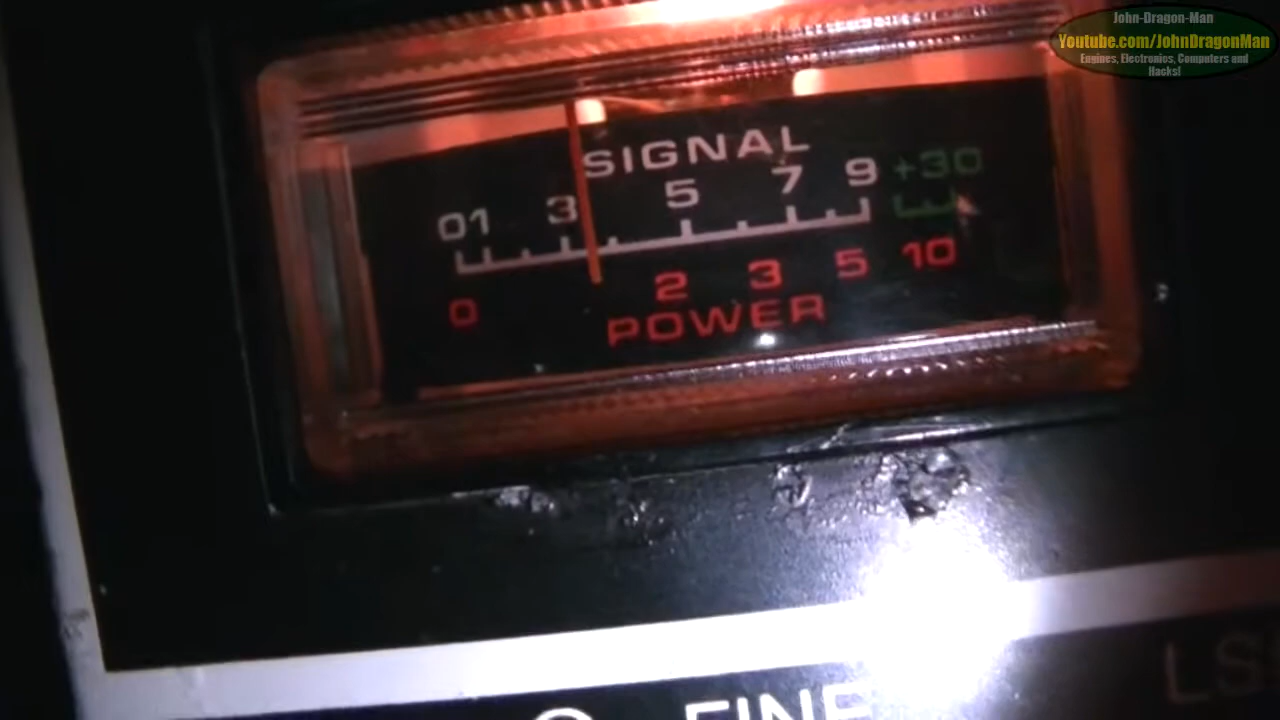 John-Dragon-Man
Youtube.com/JohnDragonMan
Engines, Electronics, Computers and
Hacks!
SIGNAL
01 3 5 7 9 +30
0 2 3 5 10
POWER
FINE